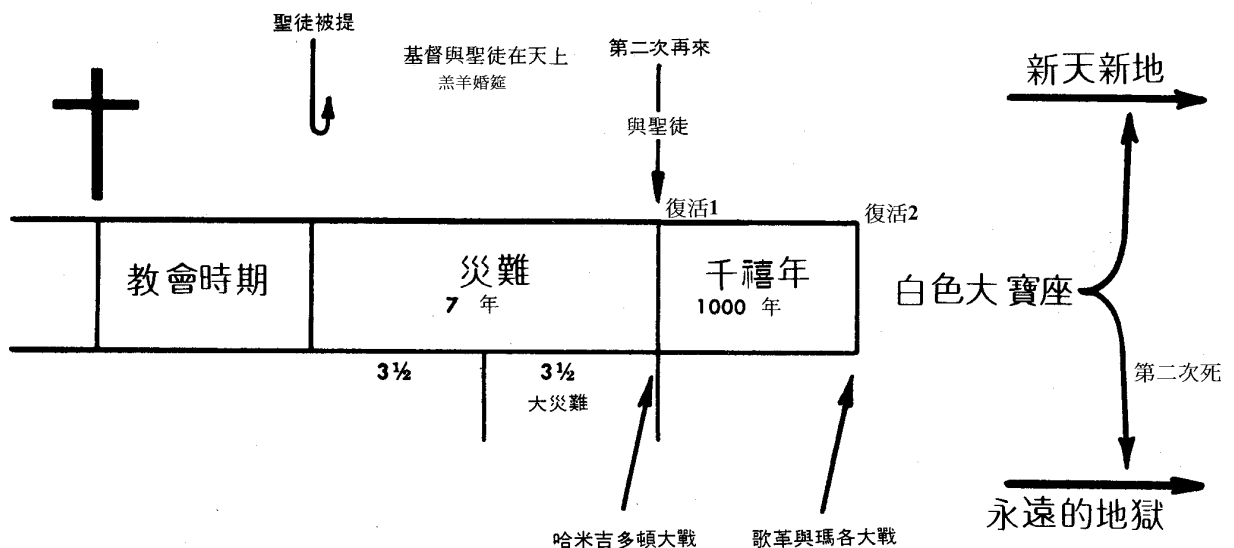 聖徒被提
基督與聖徒在天上
羔羊婚筵
第二次再來
與聖徒
新天新地
復活1
復活2
教會時期
災難
7 年
千禧年
1000 年
白色大寶座
3½
3½
大災難
第二次死
哈米吉多頓大戰
歌革與瑪各大戰
永遠的地獄